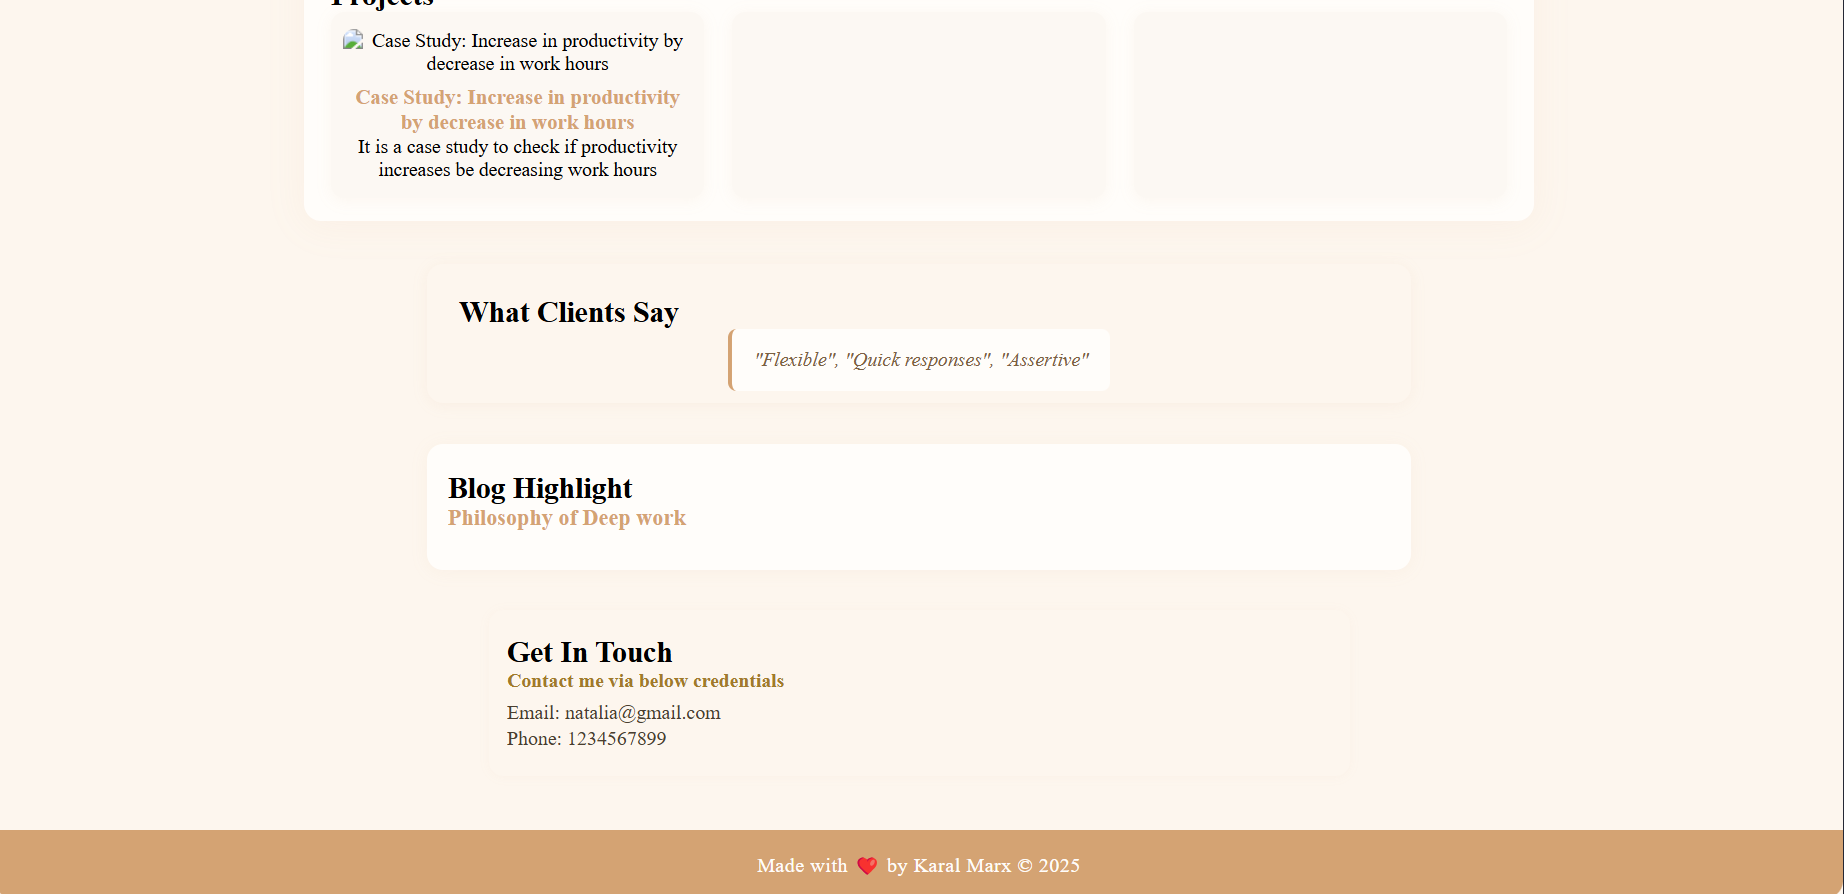 Projects
Case Study: Increase in productivity by
decrease in work hours
Case Study: Increase in productivity
by decrease in work hours
It is a case study to check if productivity
increases be decreasing work hours
What Clients Say
"Flexible", "Quick responses", "Assertive"
Blog Highlight
Philosophy of Deep work
Get In Touch
Contact me via below credentials
Email: natalia@gmail.com
Phone: 1234567899
Made with ❤️ by Karal Marx © 2025